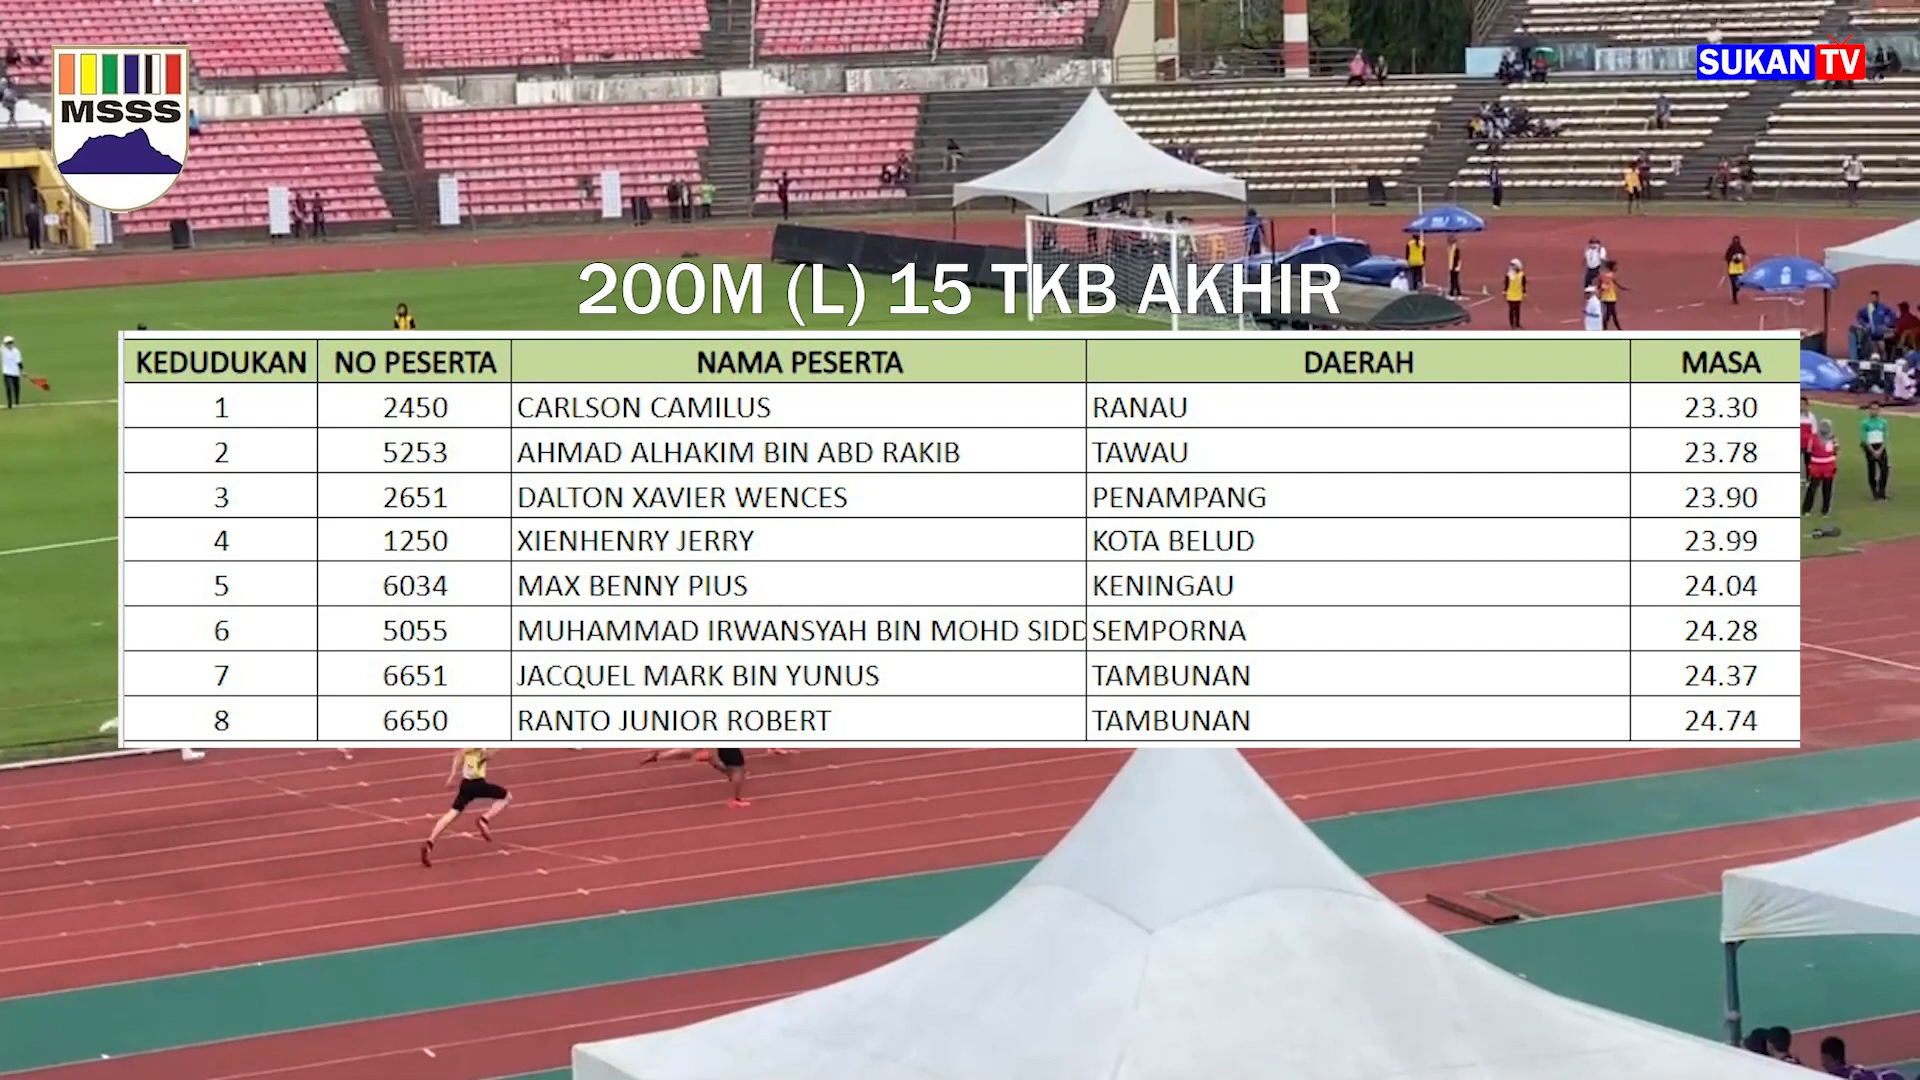 MSSS
SUKAN TV
200M (L) 15 TKB AKHIR
KEDUDUKAN NO PESERTA NAMA PESERTA DAERAH MASA
1 2450 CARLSON CAMILUS RANAU 23.30
2 5253 AHMAD ALHAKIM BIN ABD RAKIB TAWAU 23.78
3 2651 DALTON XAVIER WENCES PENAMPANG 23.90
4 1250 XIENHENRY JERRY KOTA BELUD 23.99
5 6034 MAX BENNY PIUS KENINGAU 24.04
6 5055 MUHAMMAD IRWANSYAH BIN MOHD SIDD SEMPORNA 24.28
7 6651 JACQUEL MARK BIN YUNUS TAMBUNAN 24.37
8 6650 RANTO JUNIOR ROBERT TAMBUNAN 24.74